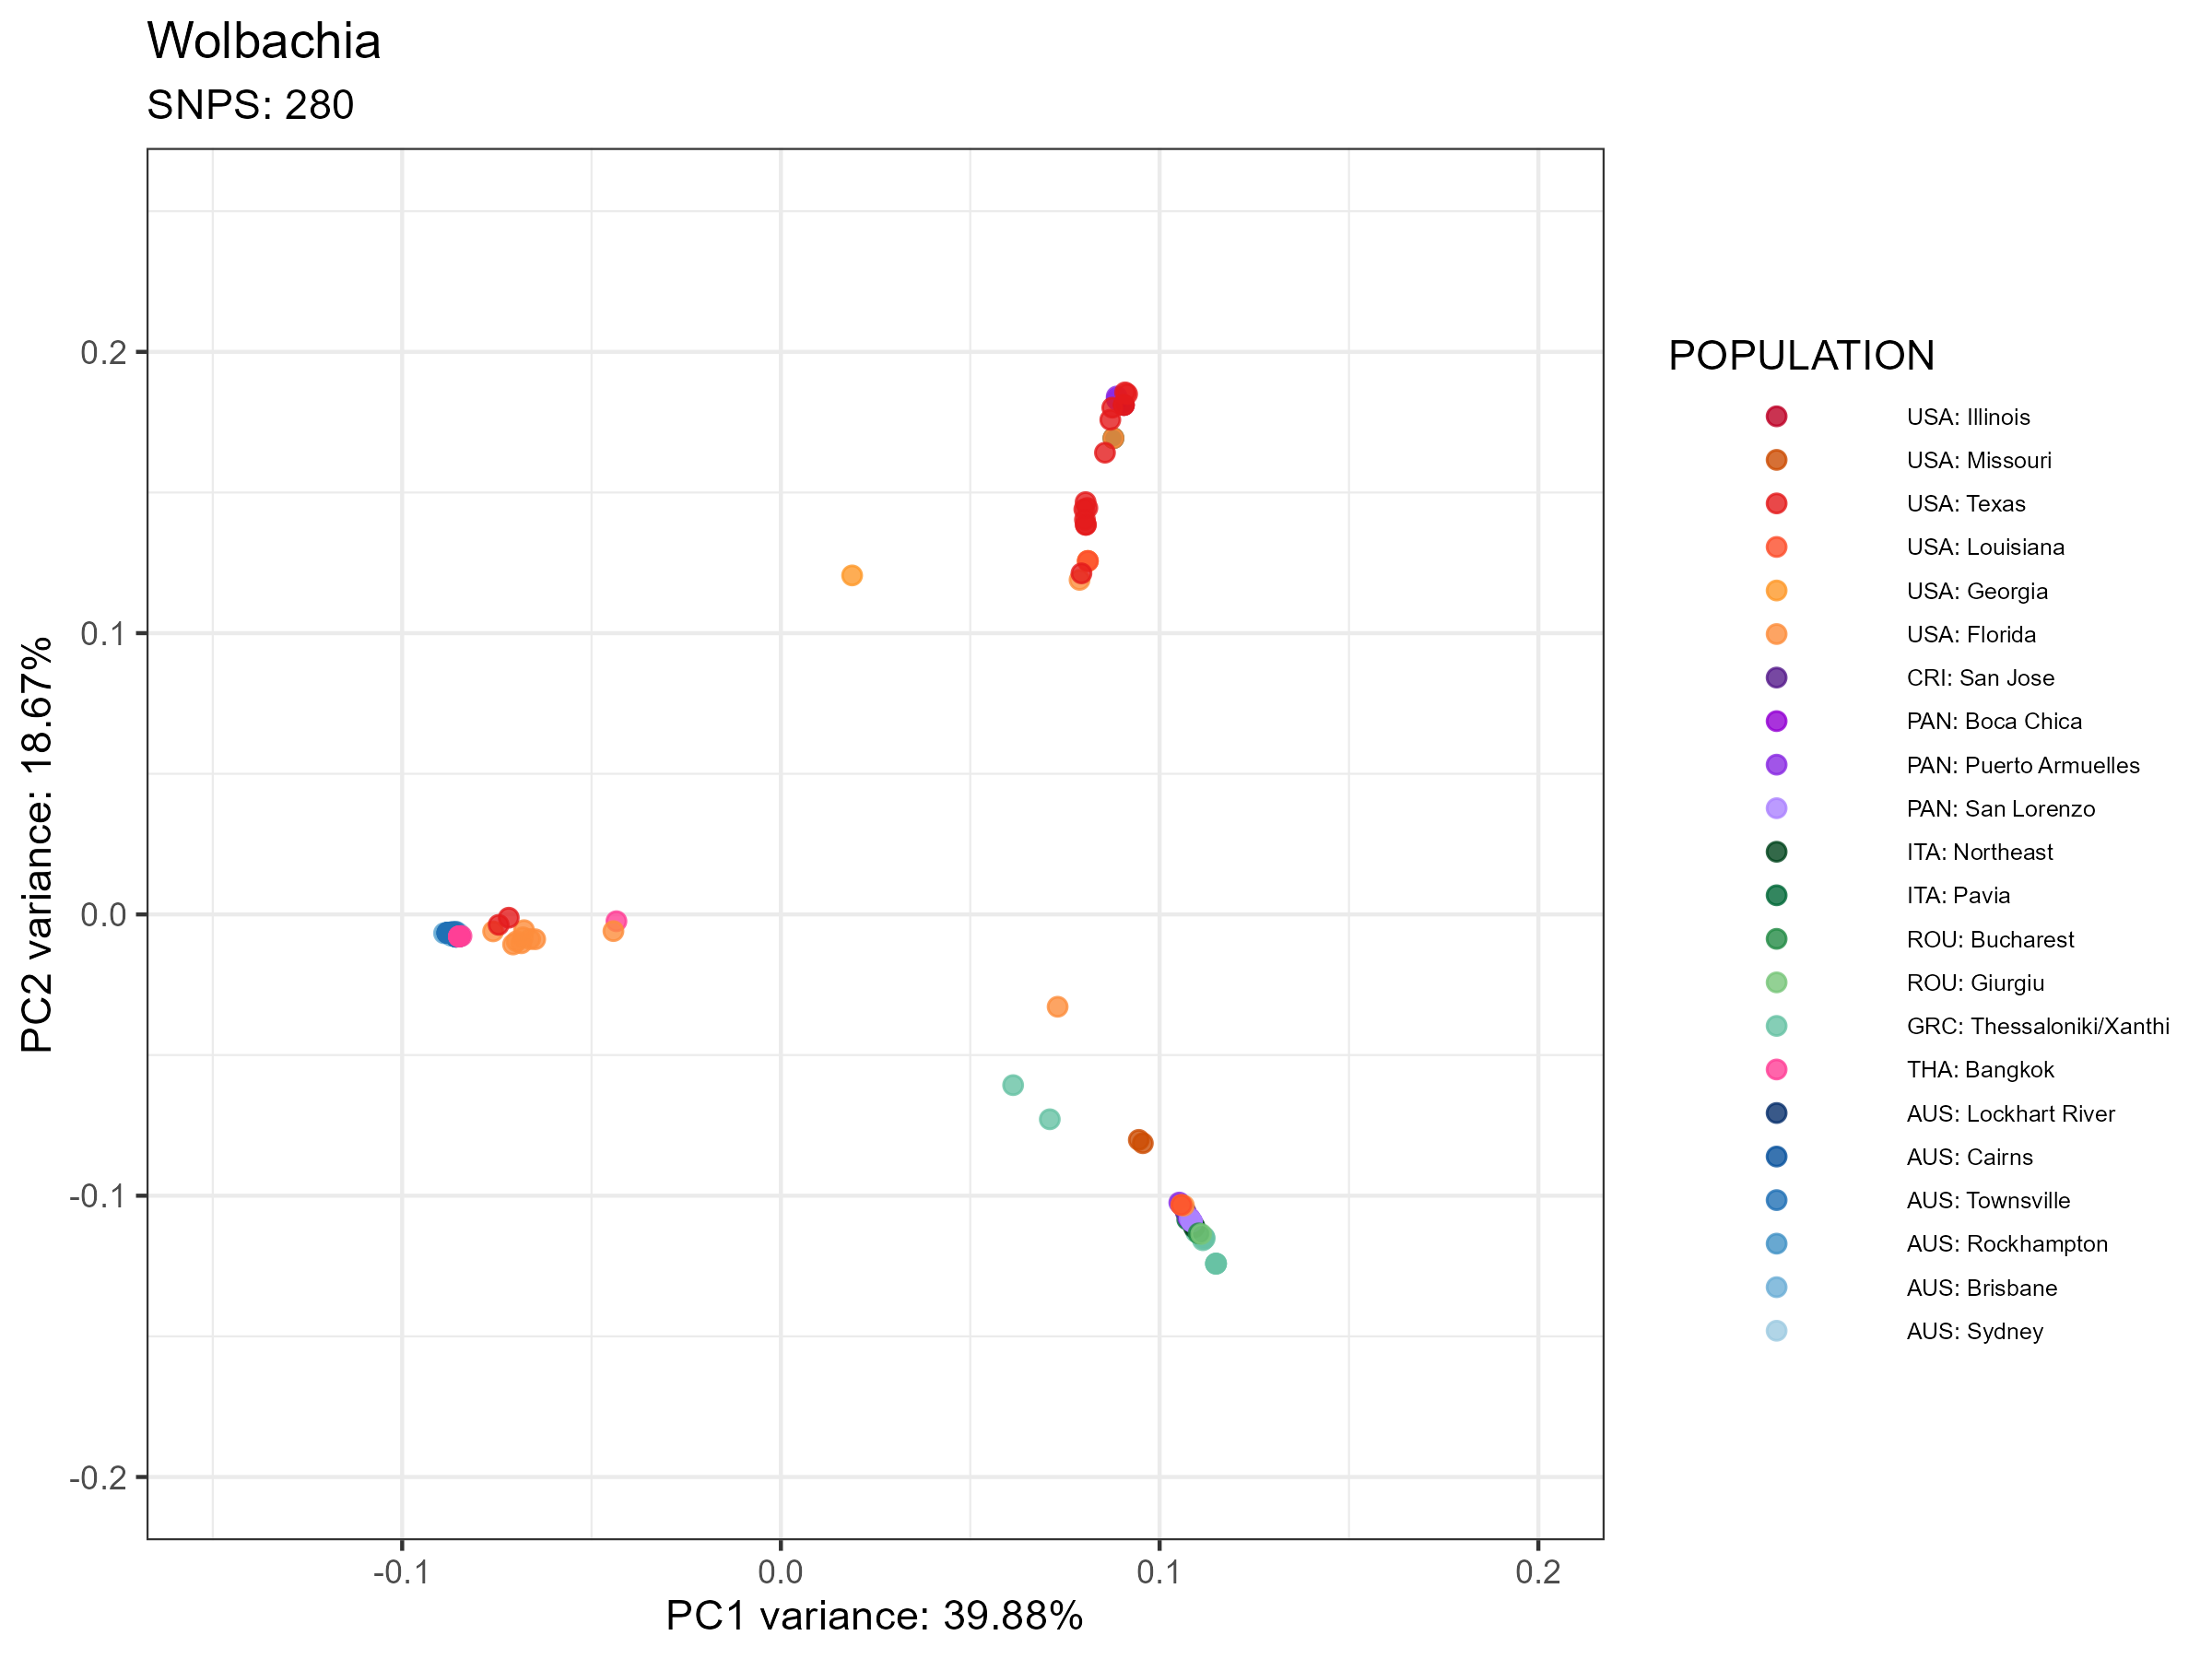 Wolbachia
SNPS: 280
0.2
0.1
0.0
-0.1
-0.2
PC2 variance: 18.67%
-0.1
0.0
0.1
0.2
PC1 variance: 39.88%
POPULATION
USA: Illinois
USA: Missouri
USA: Texas
USA: Louisiana
USA: Georgia
USA: Florida
CRI: San Jose
PAN: Boca Chica
PAN: Puerto Armuelles
PAN: San Lorenzo
ITA: Northeast
ITA: Pavia
ROU: Bucharest
ROU: Giurgiu
GRC: Thessaloniki/Xanthi
THA: Bangkok
AUS: Lockhart River
AUS: Cairns
AUS: Townsville
AUS: Rockhampton
AUS: Brisbane
AUS: Sydney